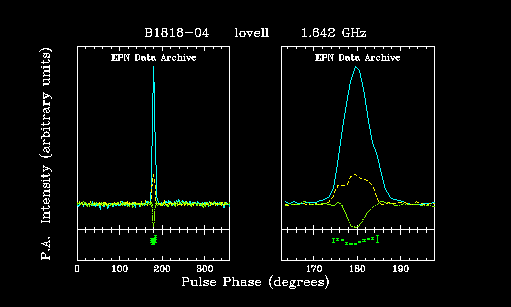 B1818-04 lovell 1.642 GHz
EPN Data Archive EPN Data Archive
P.A. Intensity (arbitrary units)
0 100 200 300 170 180 190
Pulse Phase (degrees)